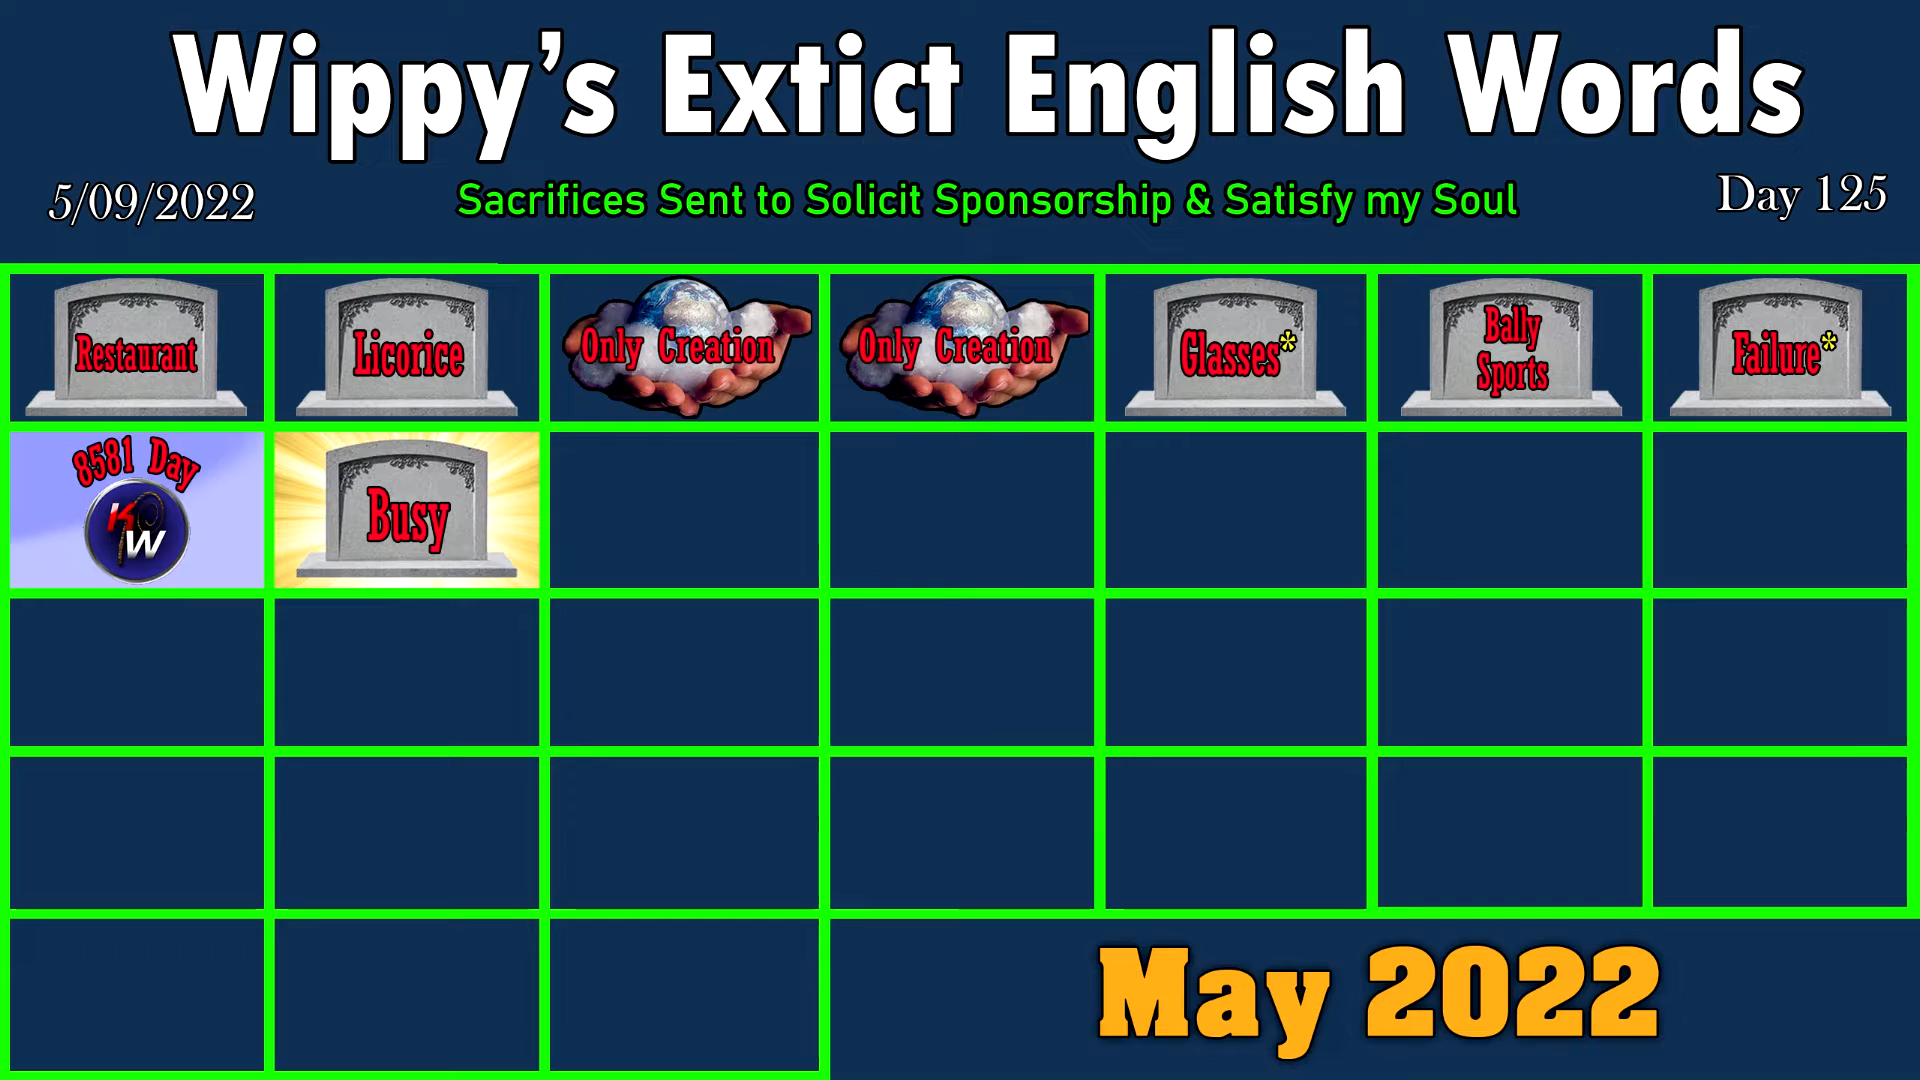 Wippy’s Extict English Words
5/09/2022
Sacrifices Sent to Solicit Sponsorship & Satisfy my Soul
Day 125
Restaurant
Licorice
Only Creation
Only Creation
Glasses*
Bally
Sports
Failure*
8581 Day
K
W
Busy
May 2022